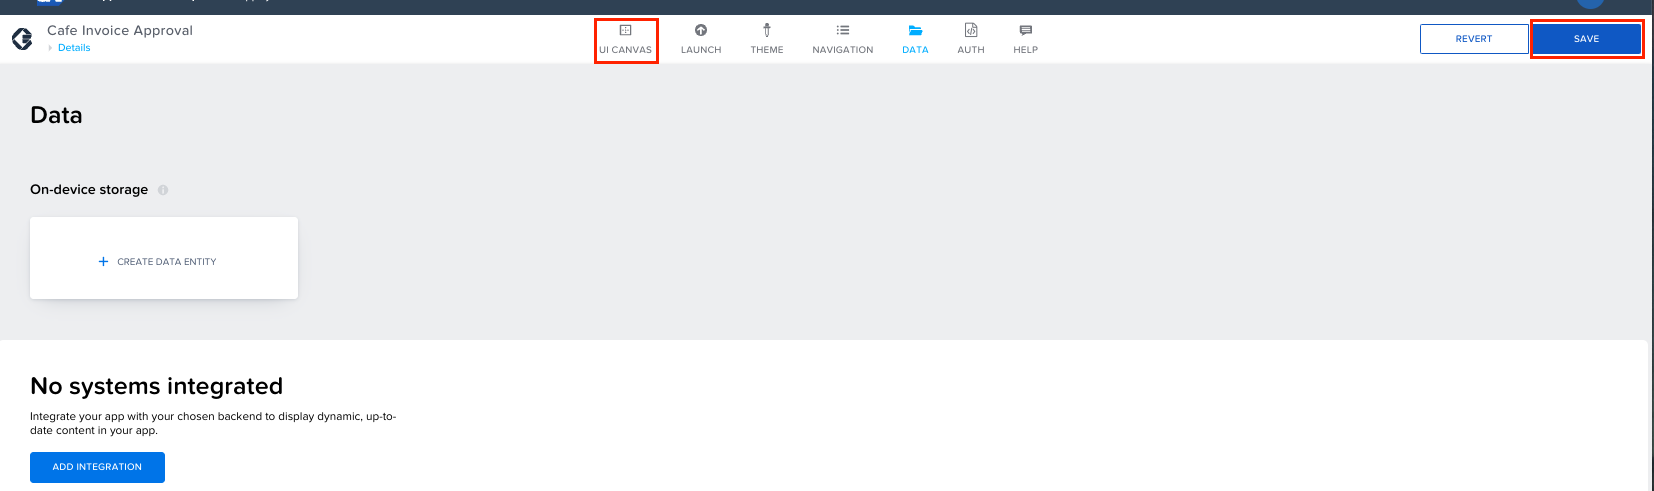 Cafe Invoice Approval
Details
UI CANVAS LAUNCH THEME NAVIGATION DATA AUTH HELP
REVERT SAVE
Data
On-device storage
CREATE DATA ENTITY
No systems integrated
Integrate your app with your chosen backend to display dynamic, up-to-
date content in your app.
ADD INTEGRATION